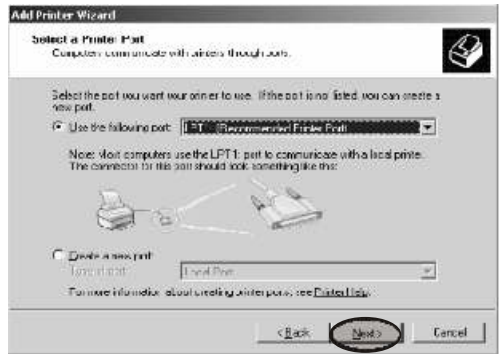 Add Printer Wizard
Select a Printer Port
Computers communicate with printers through ports.
Select the port you want your printer to use. If the port is not listed, you can create a
new port.
Use the following port: LPT1: (Recommended Printer Port)
Note: Most computers use the LPT1: port to communicate with a local printer.
The connector for this port should look something like this:
Create a new port:
Type of port: Local Port
For more information about creating printer ports, see Printer Help.
< Back Next > Cancel